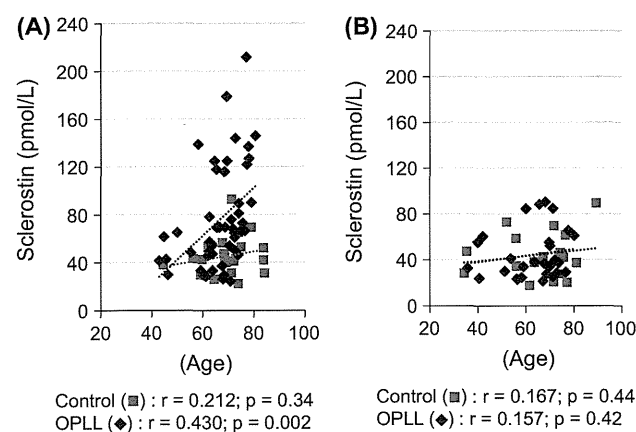 (A)
Sclerostin (pmol/L)
240
200
160
120
80
40
0
20 40 60 80 100
(Age)
Control (■) : r = 0.212; p = 0.34
OPLL (◆) : r = 0.430; p = 0.002
(B)
Sclerostin (pmol/L)
240
200
160
120
80
40
0
20 40 60 80 100
(Age)
Control (■) : r = 0.167; p = 0.44
OPLL (◆) : r = 0.157; p = 0.42